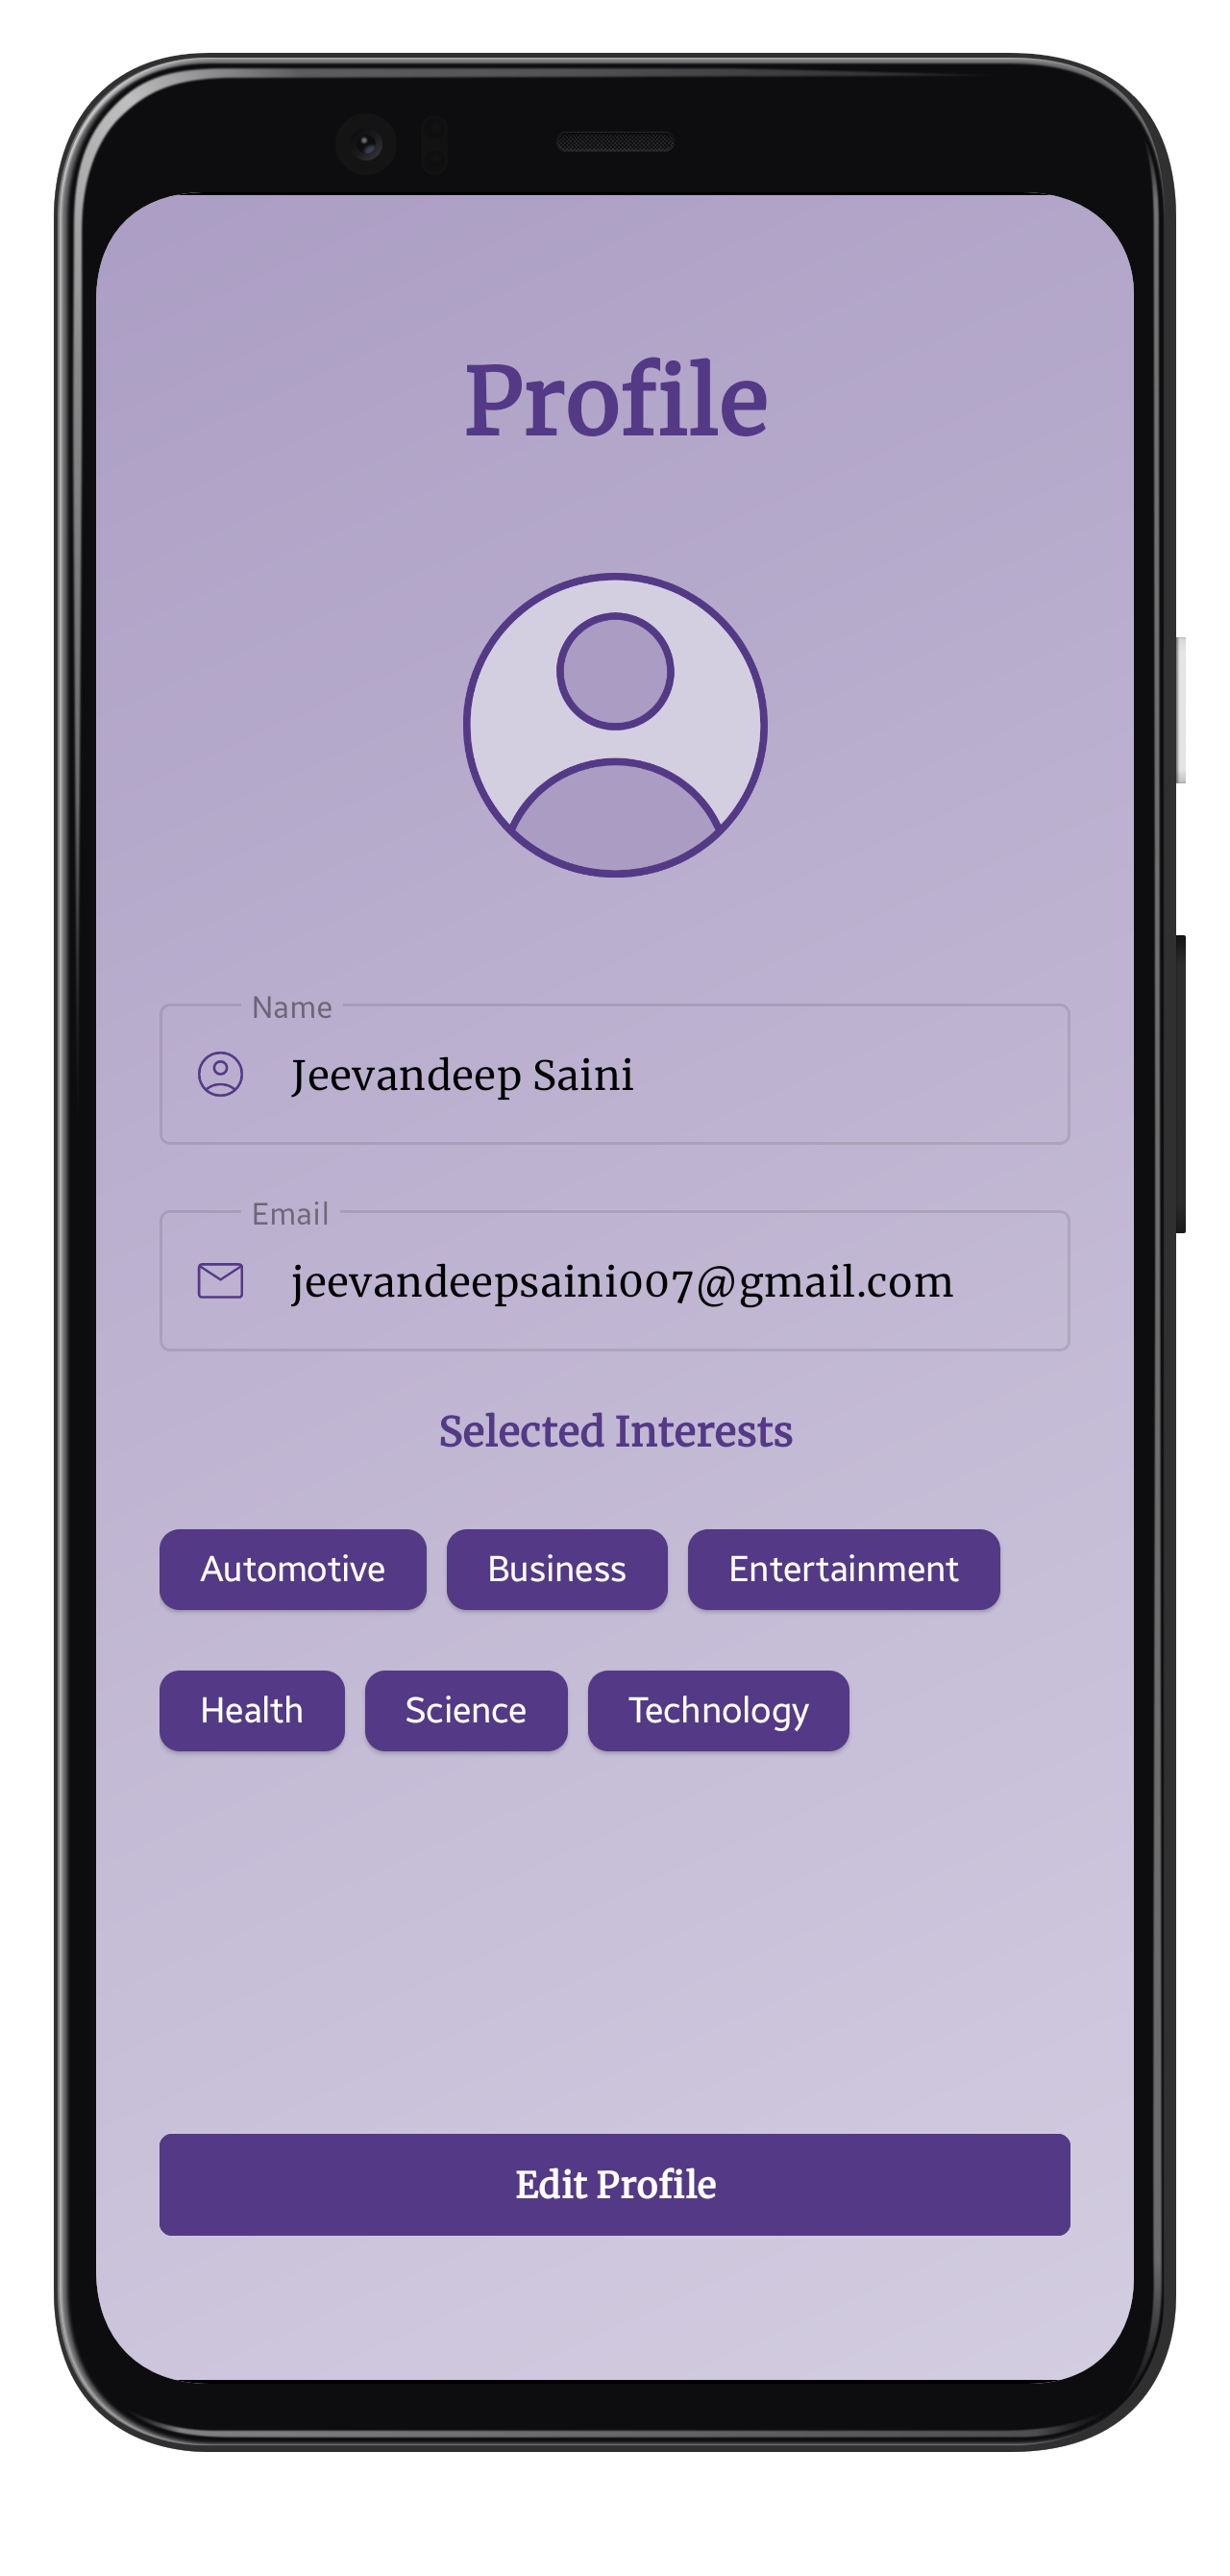 Profile
Name
Jeevandeep Saini
Email
jeevandeepsaini007@gmail.com
Selected Interests
Automotive Business Entertainment
Health Science Technology
Edit Profile